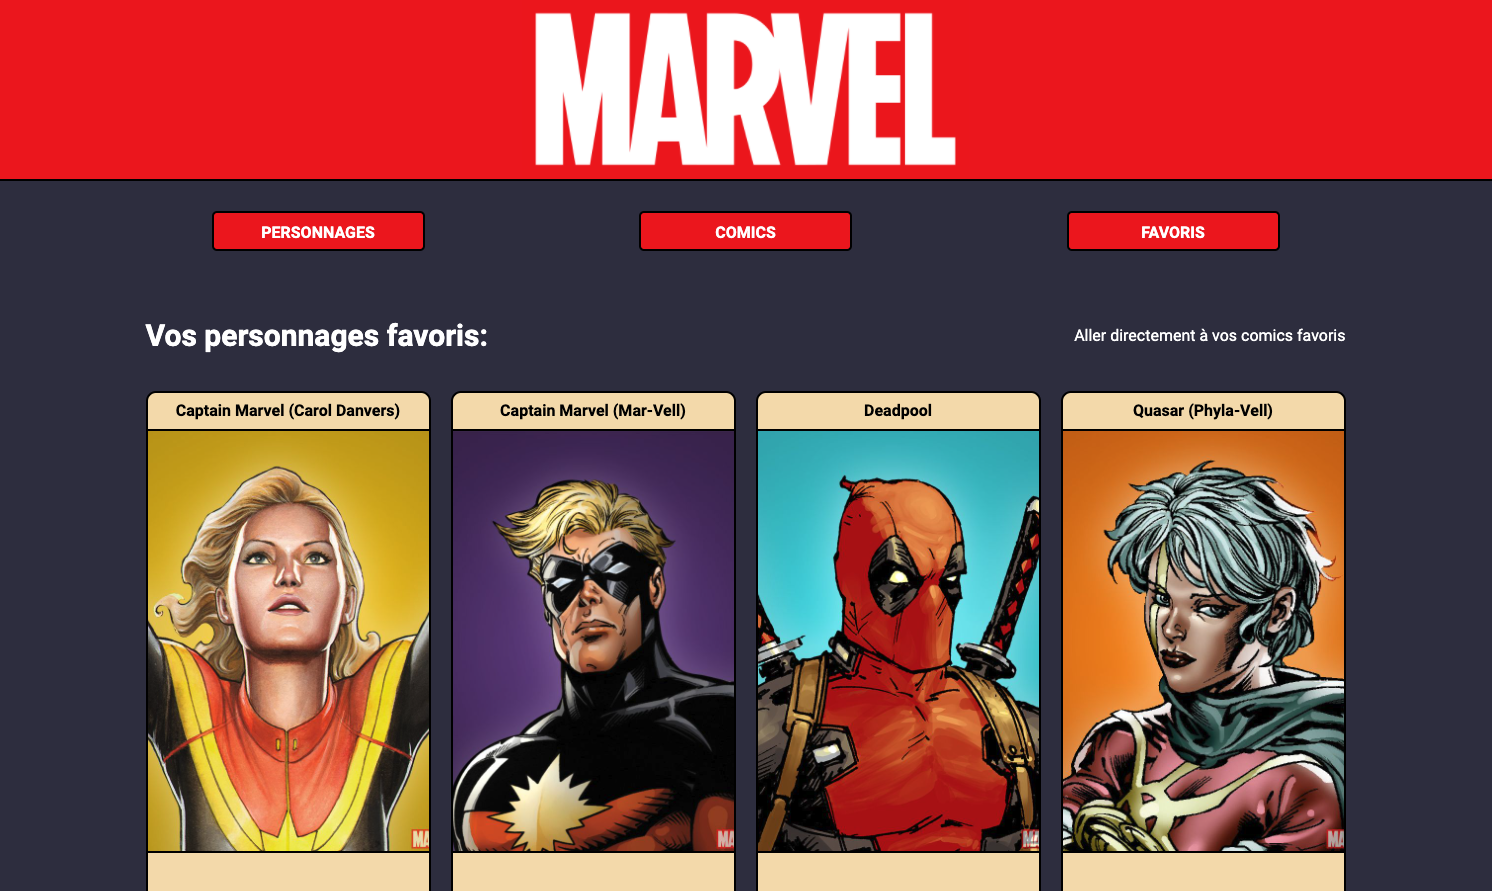 MARVEL
PERSONNAGES
COMICS
FAVORIS
Vos personnages favoris:
Aller directement à vos comics favoris
Captain Marvel (Carol Danvers)
Captain Marvel (Mar-Vell)
Deadpool
Quasar (Phyla-Vell)
MA
MA
MA
MA